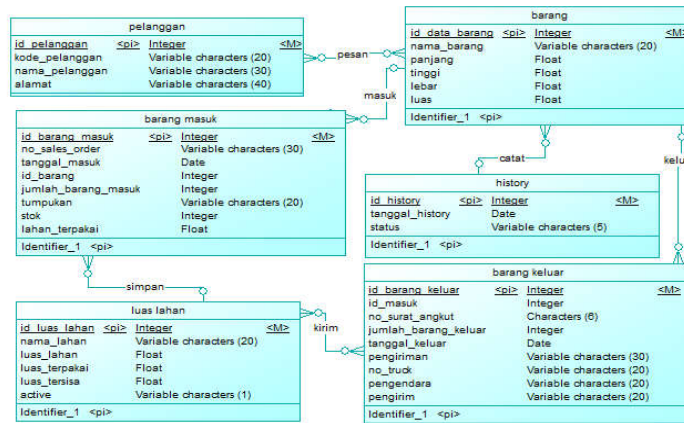 pelanggan
id_pelanggan <pi> Integer <M>
kode_pelanggan Variable characters (20)
nama_pelanggan Variable characters (30)
alamat Variable characters (40)
pesan
barang
id_data_barang <pi> Integer <M>
nama_barang Variable characters (20)
panjang Float
tinggi Float
lebar Float
luas Float
Identifier_1 <pi>
masuk
barang masuk
id_barang_masuk <pi> Integer <M>
no_sales_order Variable characters (30)
tanggal_masuk Date
id_barang Integer
jumlah_barang_masuk Integer
tumpukan Variable characters (20)
stok Integer
lahan_terpakai Float
Identifier_1 <pi>
catat
kelu
history
id_history <pi> Integer <M>
tanggal_history Date
status Variable characters (5)
Identifier_1 <pi>
simpan
luas lahan
id_luas_lahan <pi> Integer <M>
nama_lahan Variable characters (20)
luas_lahan Float
luas_terpakai Float
luas_tersisa Float
active Variable characters (1)
Identifier_1 <pi>
kirim
barang keluar
id_barang_keluar <pi> Integer <M>
id_masuk Integer
no_surat_angkut Characters (6)
jumlah_barang_keluar Integer
tanggal_keluar Date
pengiriman Variable characters (30)
no_truck Variable characters (20)
pengendara Variable characters (20)
pengirim Variable characters (20)
Identifier_1 <pi>